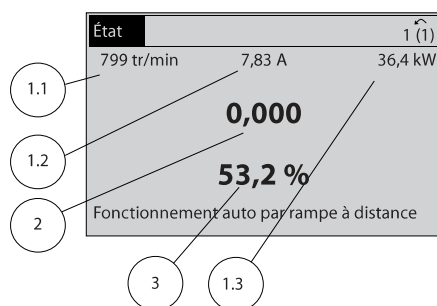 État
1 (1)
799 tr/min 7,83 A 36,4 kW
1.1
0,000
1.2
53,2 %
2
Fonctionnement auto par rampe à distance
3
1.3